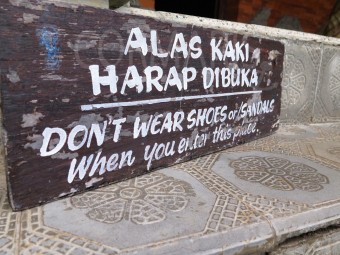 ALAS KAKI
HARAP DIBUKA
DON'T WEAR SHOES or/SANDALS
When you enter this place.